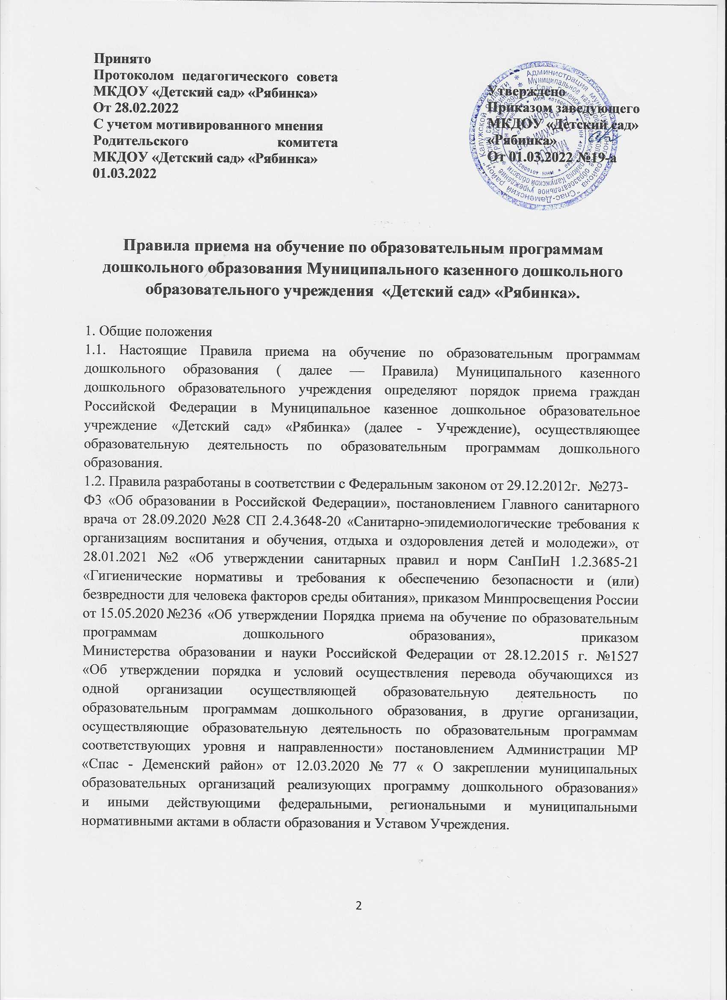 Принято
Протоколом педагогического совета
МКДОУ «Детский сад» «Рябинка»
От 28.02.2022
С учетом мотивированного мнения
Родительского комитета
МКДОУ «Детский сад» «Рябинка»
01.03.2022
Утверждено
Приказом заведующего
МКДОУ «Детский сад»
«Рябинка»
От 01.03.2022 №19-а
Правила приема на обучение по образовательным программам
дошкольного образования Муниципального казенного дошкольного
образовательного учреждения «Детский сад» «Рябинка».
1. Общие положения
1.1. Настоящие Правила приема на обучение по образовательным программам
дошкольного образования ( далее — Правила) Муниципального казенного
дошкольного образовательного учреждения определяют порядок приема граждан
Российской Федерации в Муниципальное казенное дошкольное образовательное
учреждение «Детский сад» «Рябинка» (далее - Учреждение), осуществляющее
образовательную деятельность по образовательным программам дошкольного
образования.
1.2. Правила разработаны в соответствии с Федеральным законом от 29.12.2012г. №273-
ФЗ «Об образовании в Российской Федерации», постановлением Главного санитарного
врача от 28.09.2020 №28 СП 2.4.3648-20 «Санитарно-эпидемиологические требования к
организациям воспитания и обучения, отдыха и оздоровления детей и молодежи», от
28.01.2021 №2 «Об утверждении санитарных правил и норм СанПиН 1.2.3685-21
«Гигиенические нормативы и требования к обеспечению безопасности и (или)
безвредности для человека факторов среды обитания», приказом Минпросвещения России
от 15.05.2020 №236 «Об утверждении Порядка приема на обучение по образовательным
программам дошкольного образования», приказом
Министерства образовании и науки Российской Федерации от 28.12.2015 г. №1527
«Об утверждении порядка и условий осуществления перевода обучающихся из
одной организации осуществляющей образовательную деятельность по
образовательным программам дошкольного образования, в другие организации,
осуществляющие образовательную деятельность по образовательным программам
соответствующих уровня и направленности» постановлением Администрации МР
«Спас - Деменский район» от 12.03.2020 № 77 « О закреплении муниципальных
образовательных организаций реализующих программу дошкольного образования»
и иными действующими федеральными, региональными и муниципальными
нормативными актами в области образования и Уставом Учреждения.
2
Администрация муниципального района "Спас-Деменский район" Калужской области